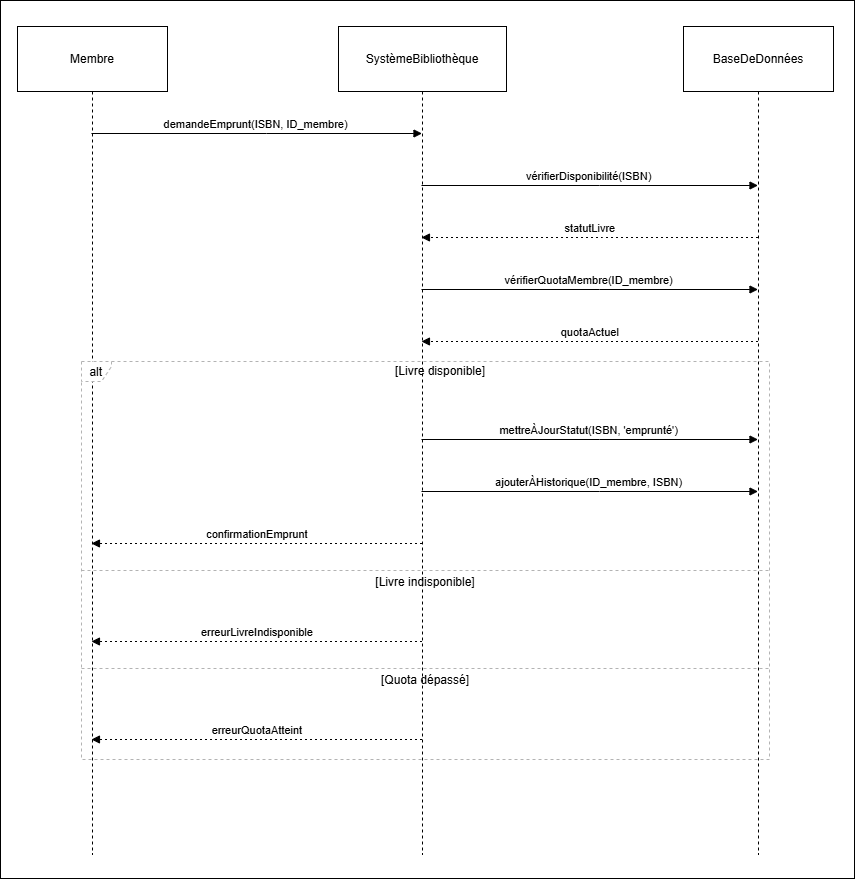 Membre
SystèmeBibliothèque
BaseDeDonnées
demandeEmprunt(ISBN, ID_membre)
vérifierDisponibilité(ISBN)
statutLivre
vérifierQuotaMembre(ID_membre)
quotaActuel
alt
[Livre disponible]
mettreÀJourStatut(ISBN, 'emprunté')
ajouterÀHistorique(ID_membre, ISBN)
confirmationEmprunt
[Livre indisponible]
erreurLivreIndisponible
[Quota dépassé]
erreurQuotaAtteint